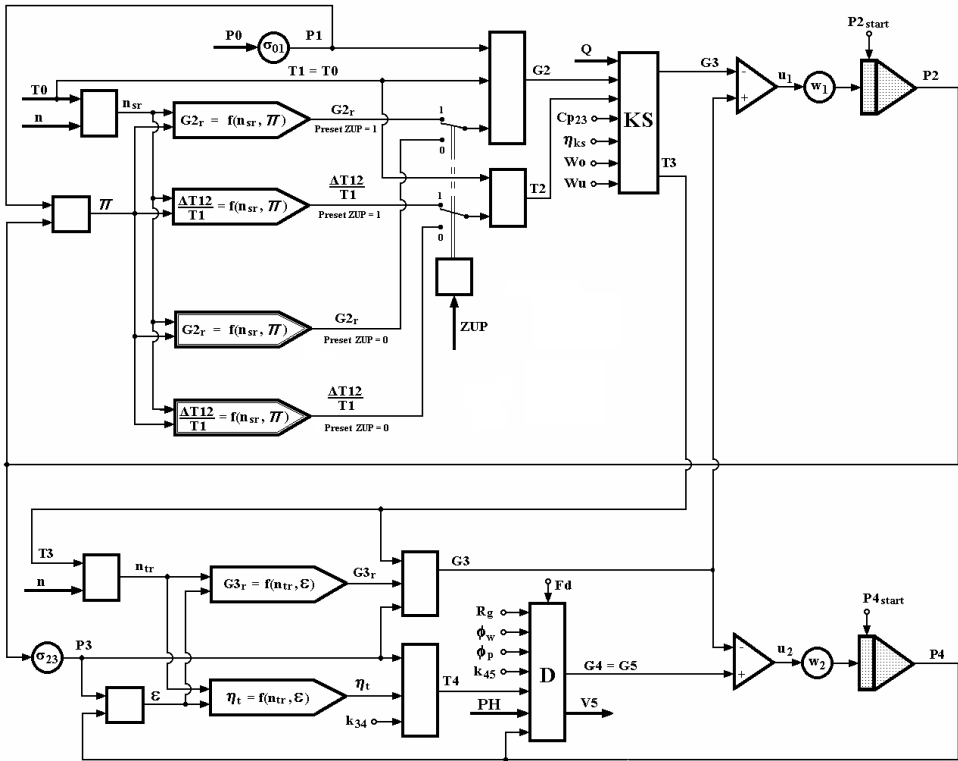 P0
σ01
P1
P2start
T0
T1 = T0
Q
G2
G3
u1
w1
P2
n
nsr
G2r = f(nsr, π)
G2r
Preset ZUP = 1
1
0
Cp23
KS
ηks
Wo
Wu
T3
-
+
π
ΔT12
T1
= f(nsr, π)
ΔT12
T1
Preset ZUP = 1
1
0
T2
ZUP
G2r = f(nsr, π)
G2r
Preset ZUP = 0
ΔT12
T1
= f(nsr, π)
ΔT12
T1
Preset ZUP = 0
T3
n
ntr
G3r = f(ntr, ε)
G3r
G3
Fd
P4start
Rg
ϕw
ϕp
k45
D
G4 = G5
-
+
u2
w2
P4
σ23
P3
ε
ηt = f(ntr, ε)
ηt
k34
T4
PH
V5